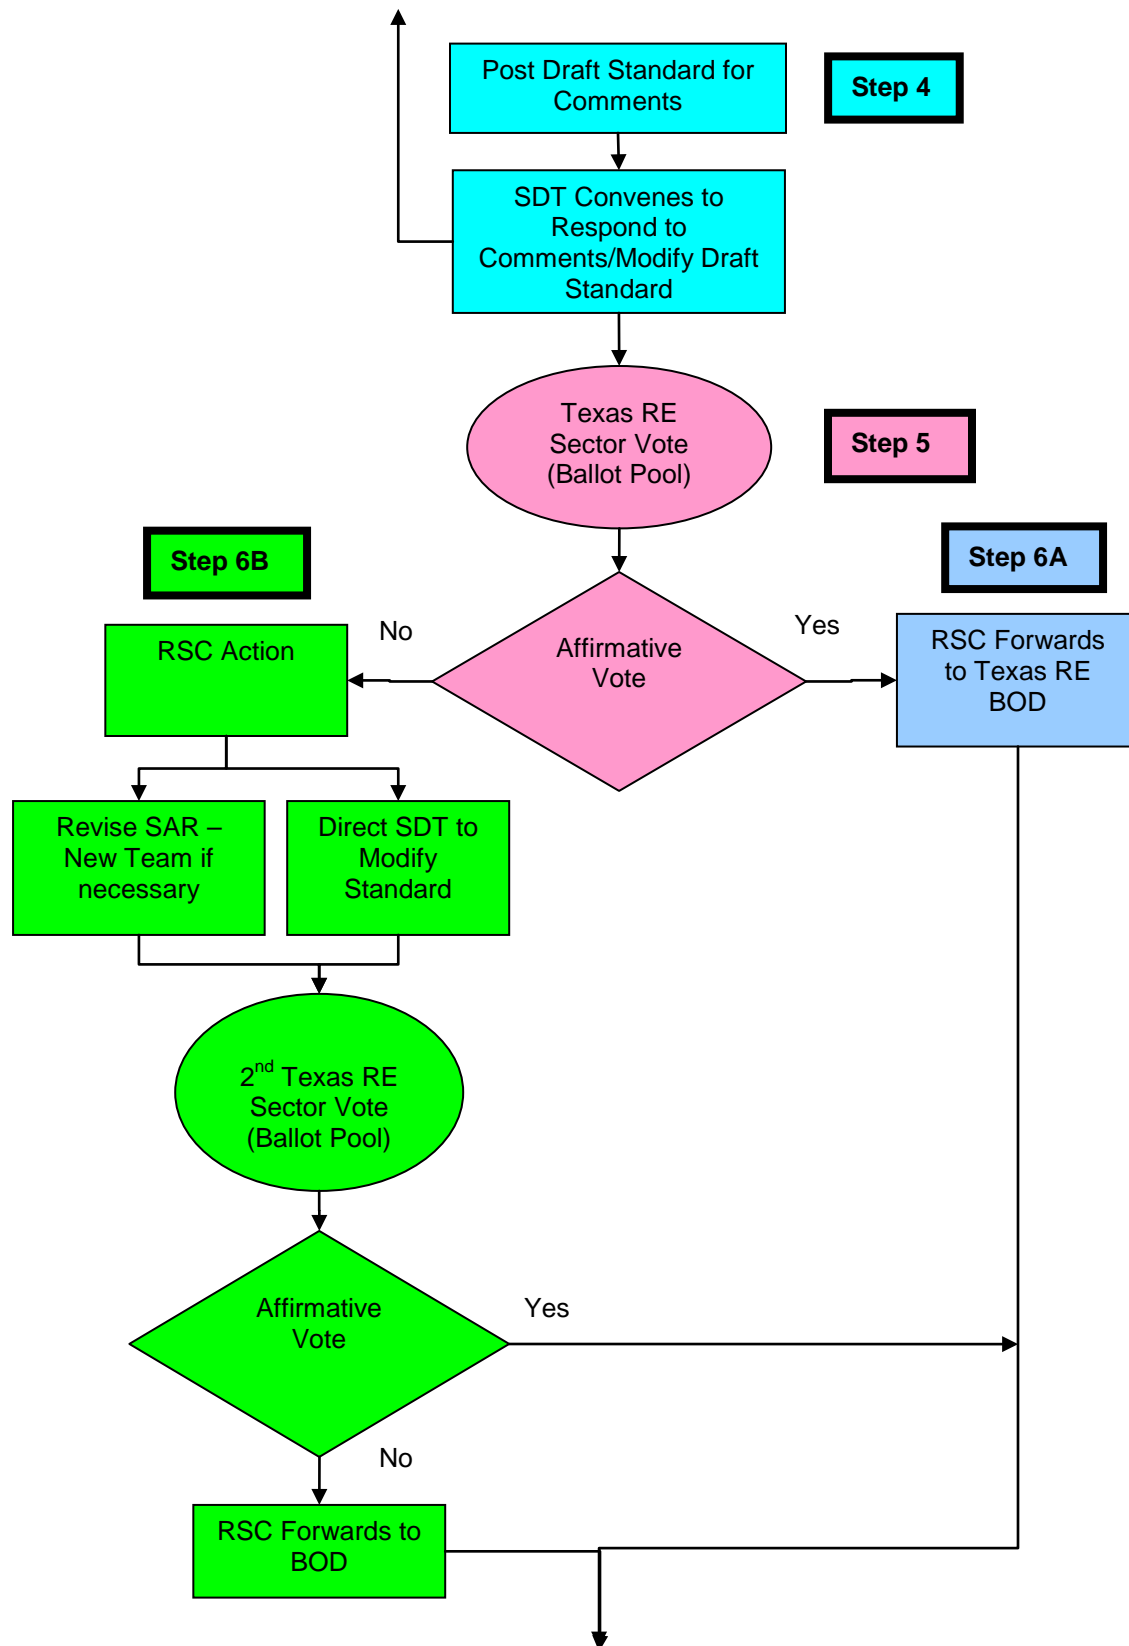 Post Draft Standard for
Comments
Step 4
SDT Convenes to
Respond to
Comments/Modify Draft
Standard
Texas RE
Sector Vote
(Ballot Pool)
Step 5
Step 6B
Step 6A
RSC Action
No
Affirmative
Vote
Yes
RSC Forwards
to Texas RE
BOD
Revise SAR –
New Team if
necessary
Direct SDT to
Modify
Standard
2nd Texas RE
Sector Vote
(Ballot Pool)
Affirmative
Vote
Yes
No
RSC Forwards to
BOD